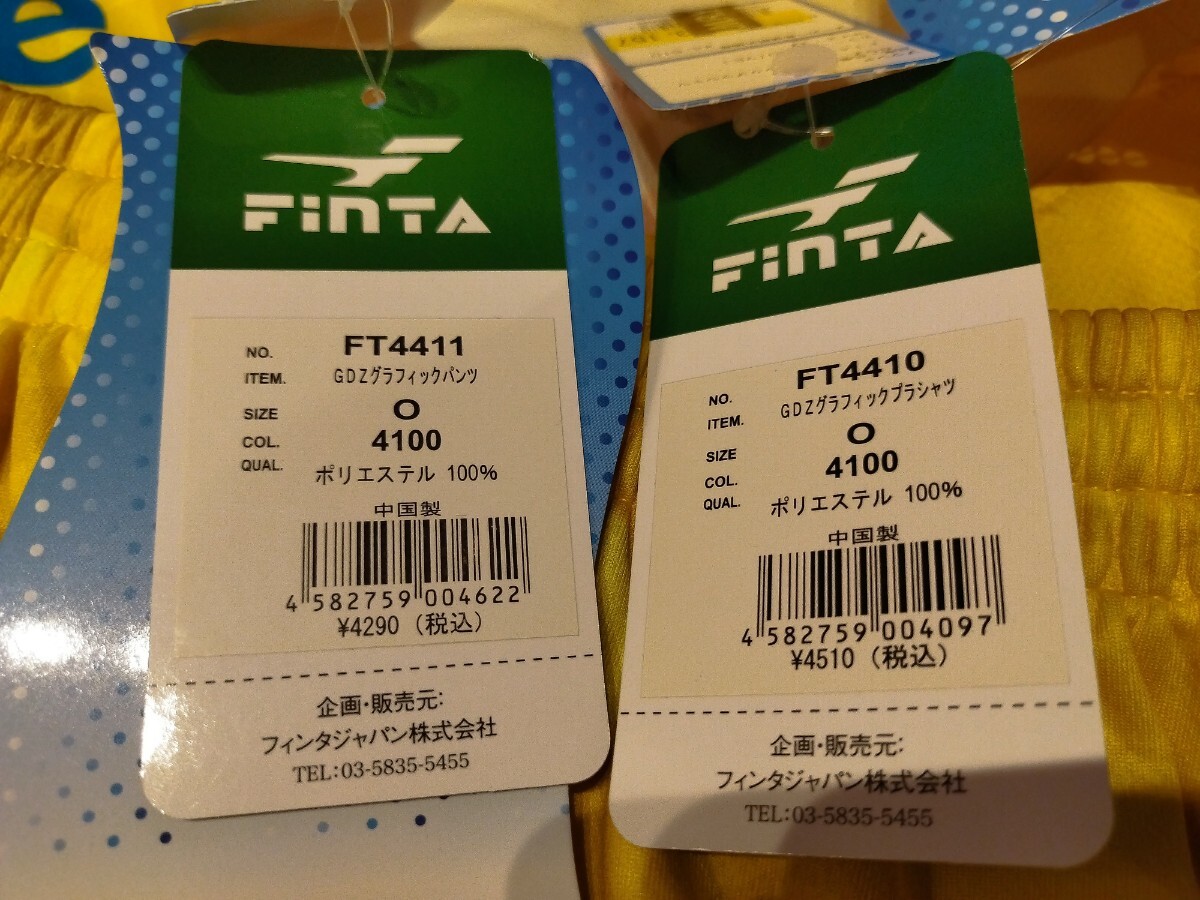 e
FiNTA
NO. FT4411
ITEM. GDZグラフィックパンツ
SIZE O
COL. 4100
QUAL. ポリエステル 100%
中国製
4 582759 004622
¥4290 (税込)
企画・販売元:
フィンタジャパン株式会社
TEL:03-5835-5455
FiNTA
NO. FT4410
ITEM. GDZグラフィックプラシャツ
SIZE O
COL. 4100
QUAL. ポリエステル 100%
中国製
4 582759 004097
¥4510 (税込)
企画・販売元:
フィンタジャパン株式会社
TEL:03-5835-5455